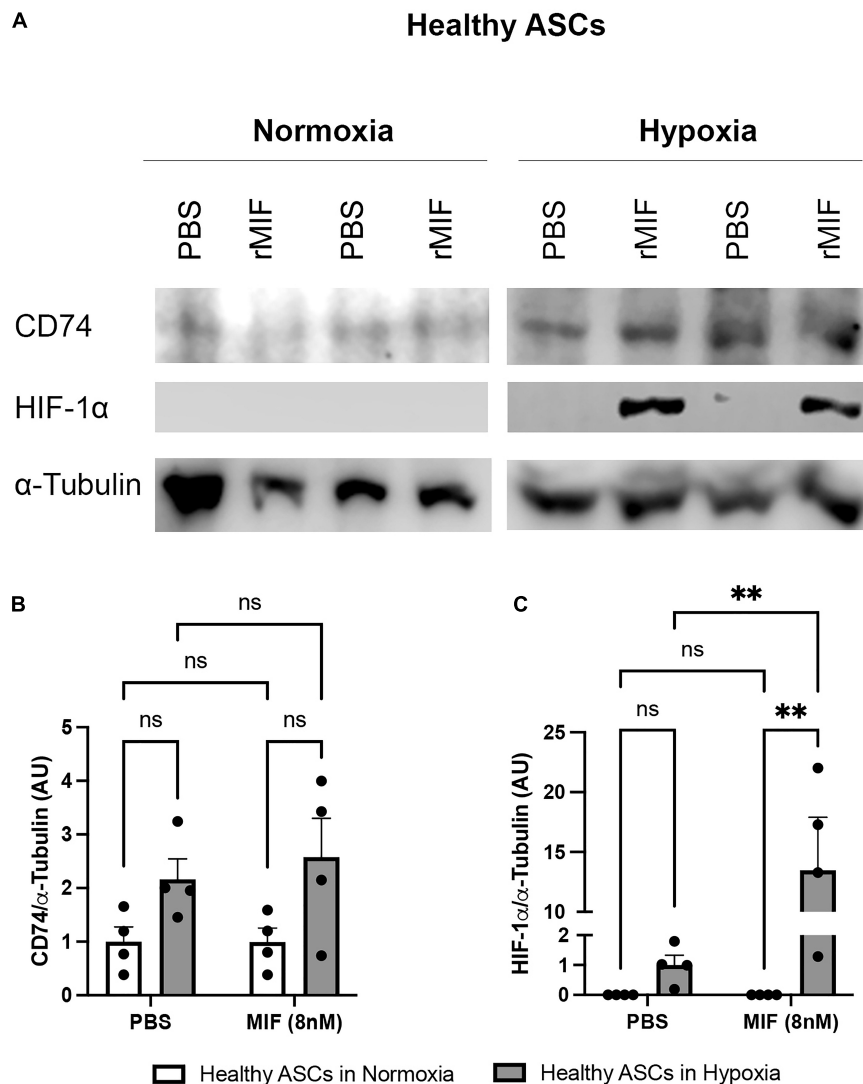 A
Healthy ASCs
Normoxia
Hypoxia
PBS
rMIF
PBS
rMIF
PBS
rMIF
PBS
rMIF
CD74
HIF-1α
α-Tubulin
B
ns
ns
ns
ns
CD74/α-Tubulin (AU)
5
4
3
2
1
0
PBS
MIF (8nM)
C
**
ns
ns
**
HIF-1α/α-Tubulin (AU)
25
20
15
10
2
1
0
PBS
MIF (8nM)
Healthy ASCs in Normoxia
Healthy ASCs in Hypoxia